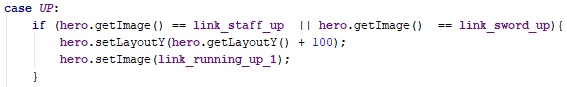 case UP:
if (hero.getImage() == link_staff_up || hero.getImage() == link_sword_up){
hero.setLayoutY(hero.getLayoutY() + 100);
hero.setImage(link_running_up_1);
}